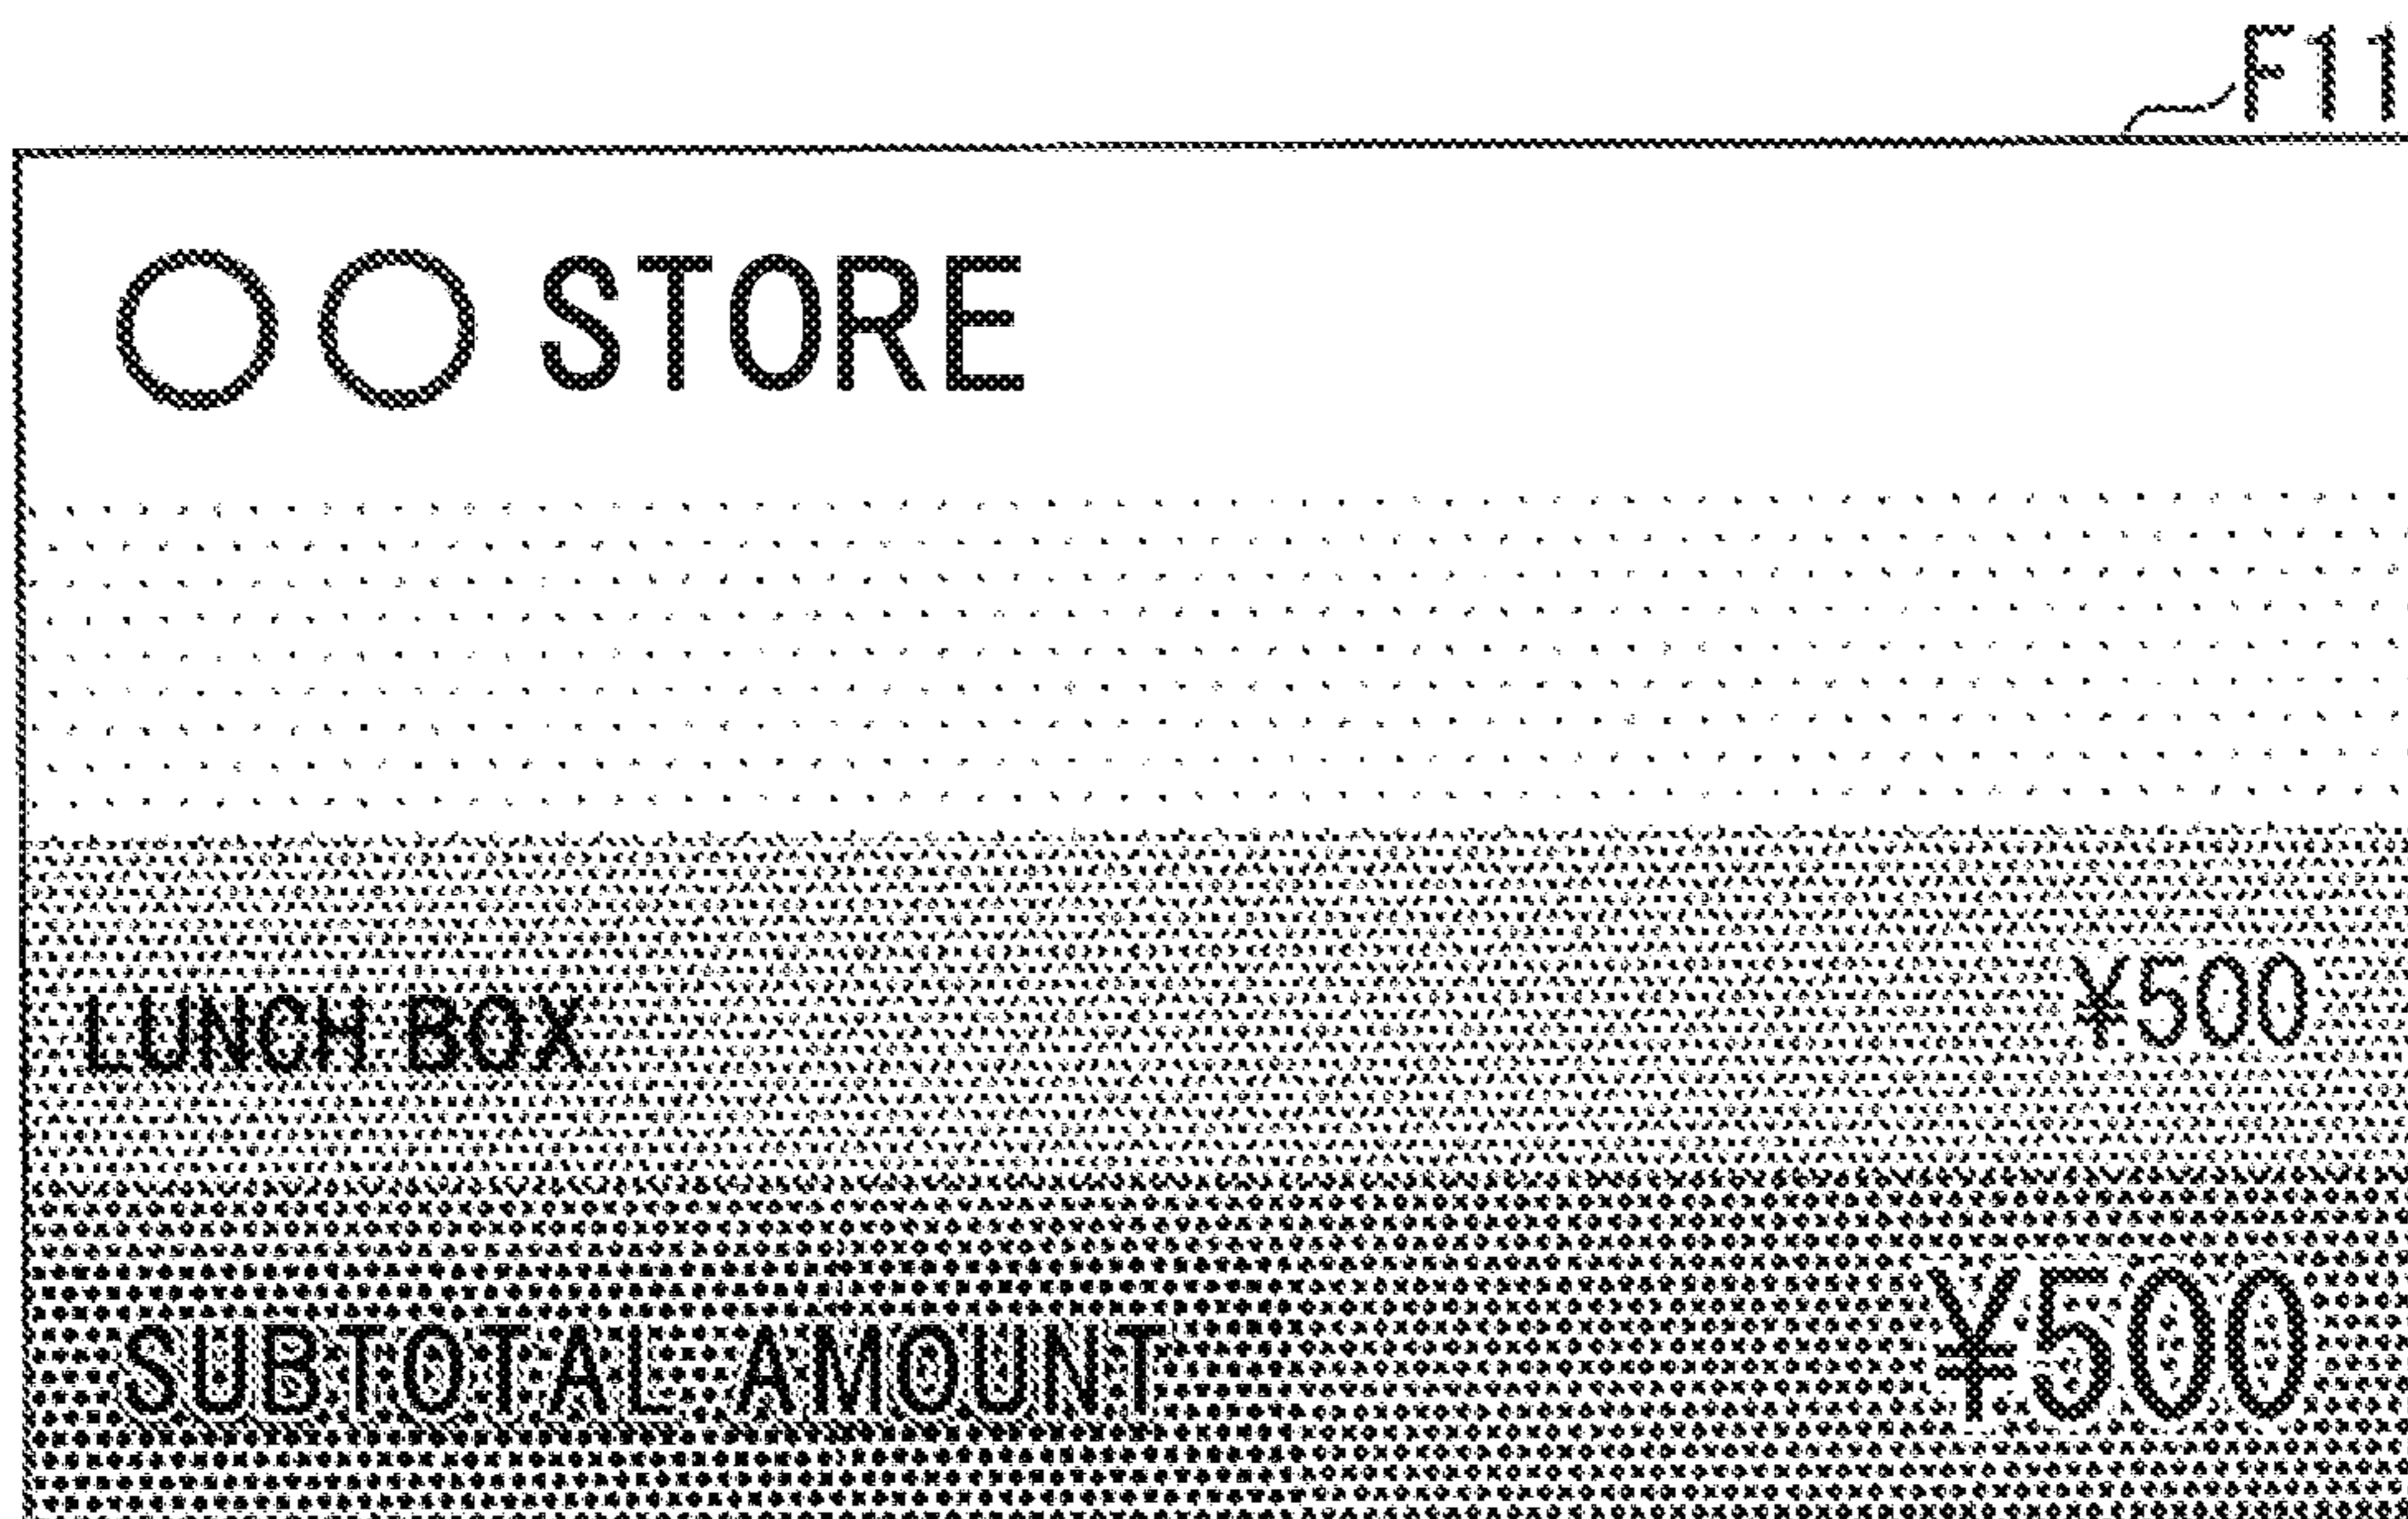 F11
○○ STORE
LUNCH BOX ¥500
SUBTOTAL AMOUNT ¥500